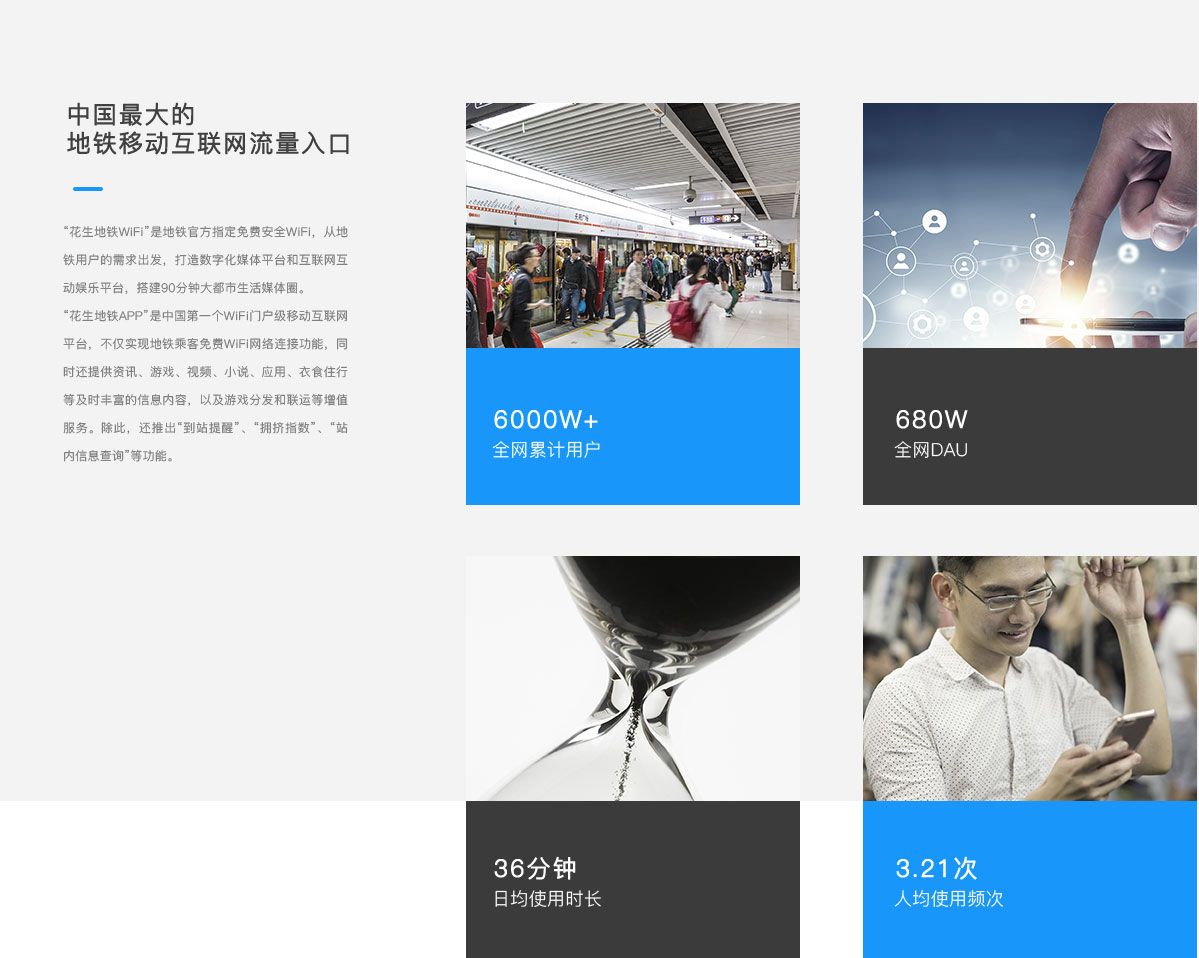 中国最大的
地铁移动互联网流量入口
“花生地铁WiFi”是地铁官方指定免费安全WiFi，从地
铁用户的需求出发，打造数字化媒体平台和互联网互
动娱乐平台，搭建90分钟大都市生活媒体圈。
“花生地铁APP”是中国第一个WiFi门户级移动互联网
平台，不仅实现地铁乘客免费WiFi网络连接功能，同
时还提供资讯、游戏、视频、小说、应用、衣食住行
等及时丰富的信息内容，以及游戏分发和联运等增值
服务。除此，还推出“到站提醒”、“拥挤指数”、“站
内信息查询”等功能。
6000W+
全网累计用户
680W
全网DAU
36分钟
日均使用时长
3.21次
人均使用频次